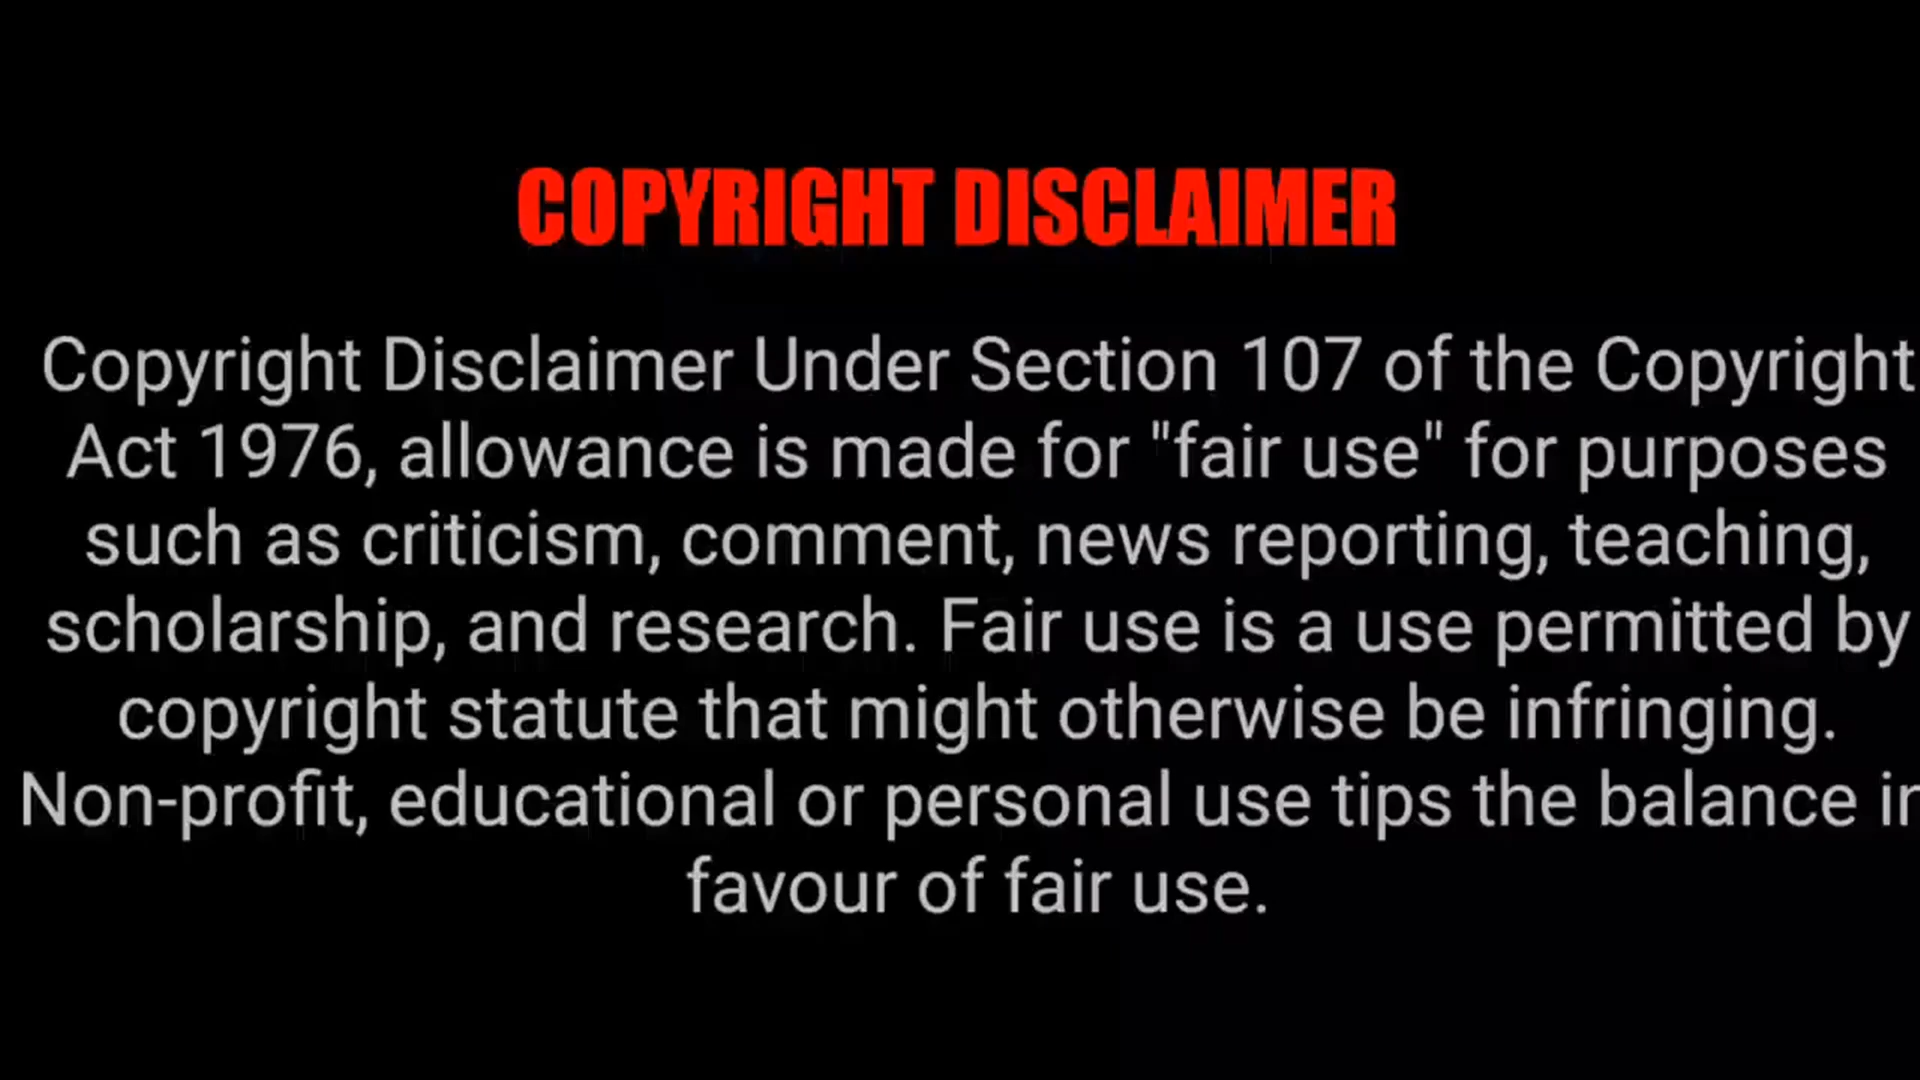 COPYRIGHT DISCLAIMER
Copyright Disclaimer Under Section 107 of the Copyright
Act 1976, allowance is made for "fair use" for purposes
such as criticism, comment, news reporting, teaching,
scholarship, and research. Fair use is a use permitted by
copyright statute that might otherwise be infringing.
Non-profit, educational or personal use tips the balance in
favour of fair use.